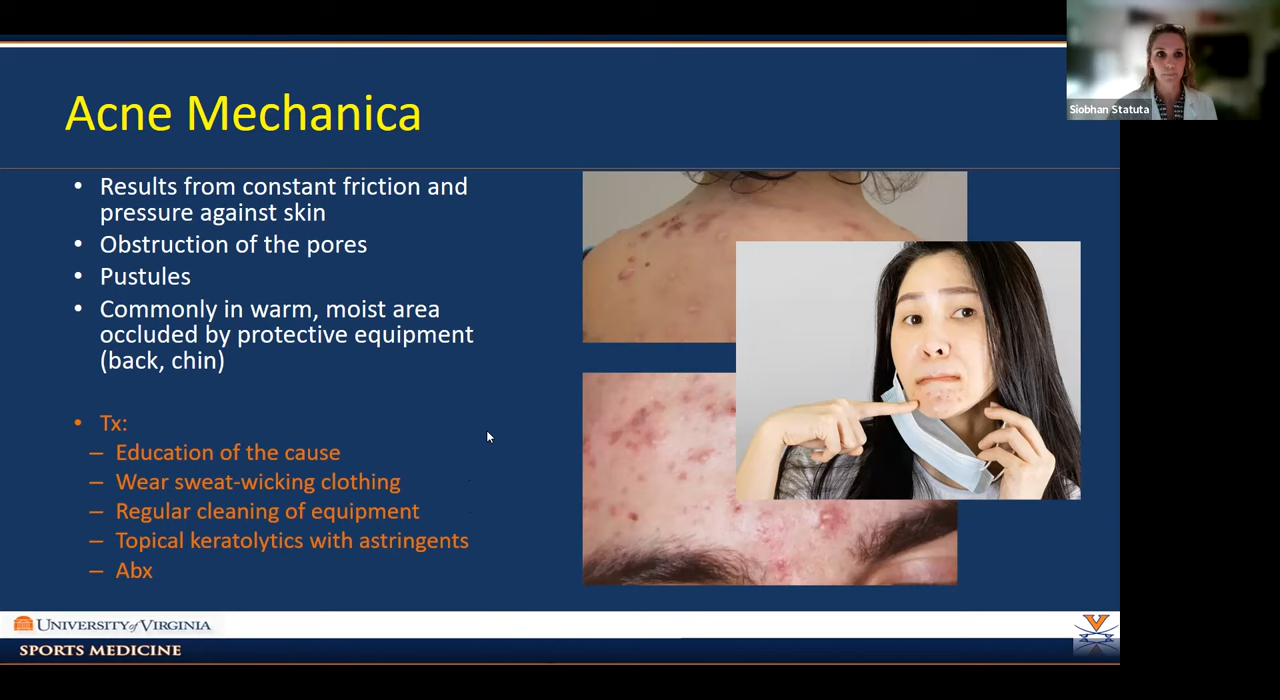 Siobhan Statuta
Acne Mechanica
• Results from constant friction and
pressure against skin
• Obstruction of the pores
• Pustules
• Commonly in warm, moist area
occluded by protective equipment
(back, chin)
• Tx:
– Education of the cause
– Wear sweat-wicking clothing
– Regular cleaning of equipment
– Topical keratolytics with astringents
– Abx
UNIVERSITY of VIRGINIA
SPORTS MEDICINE